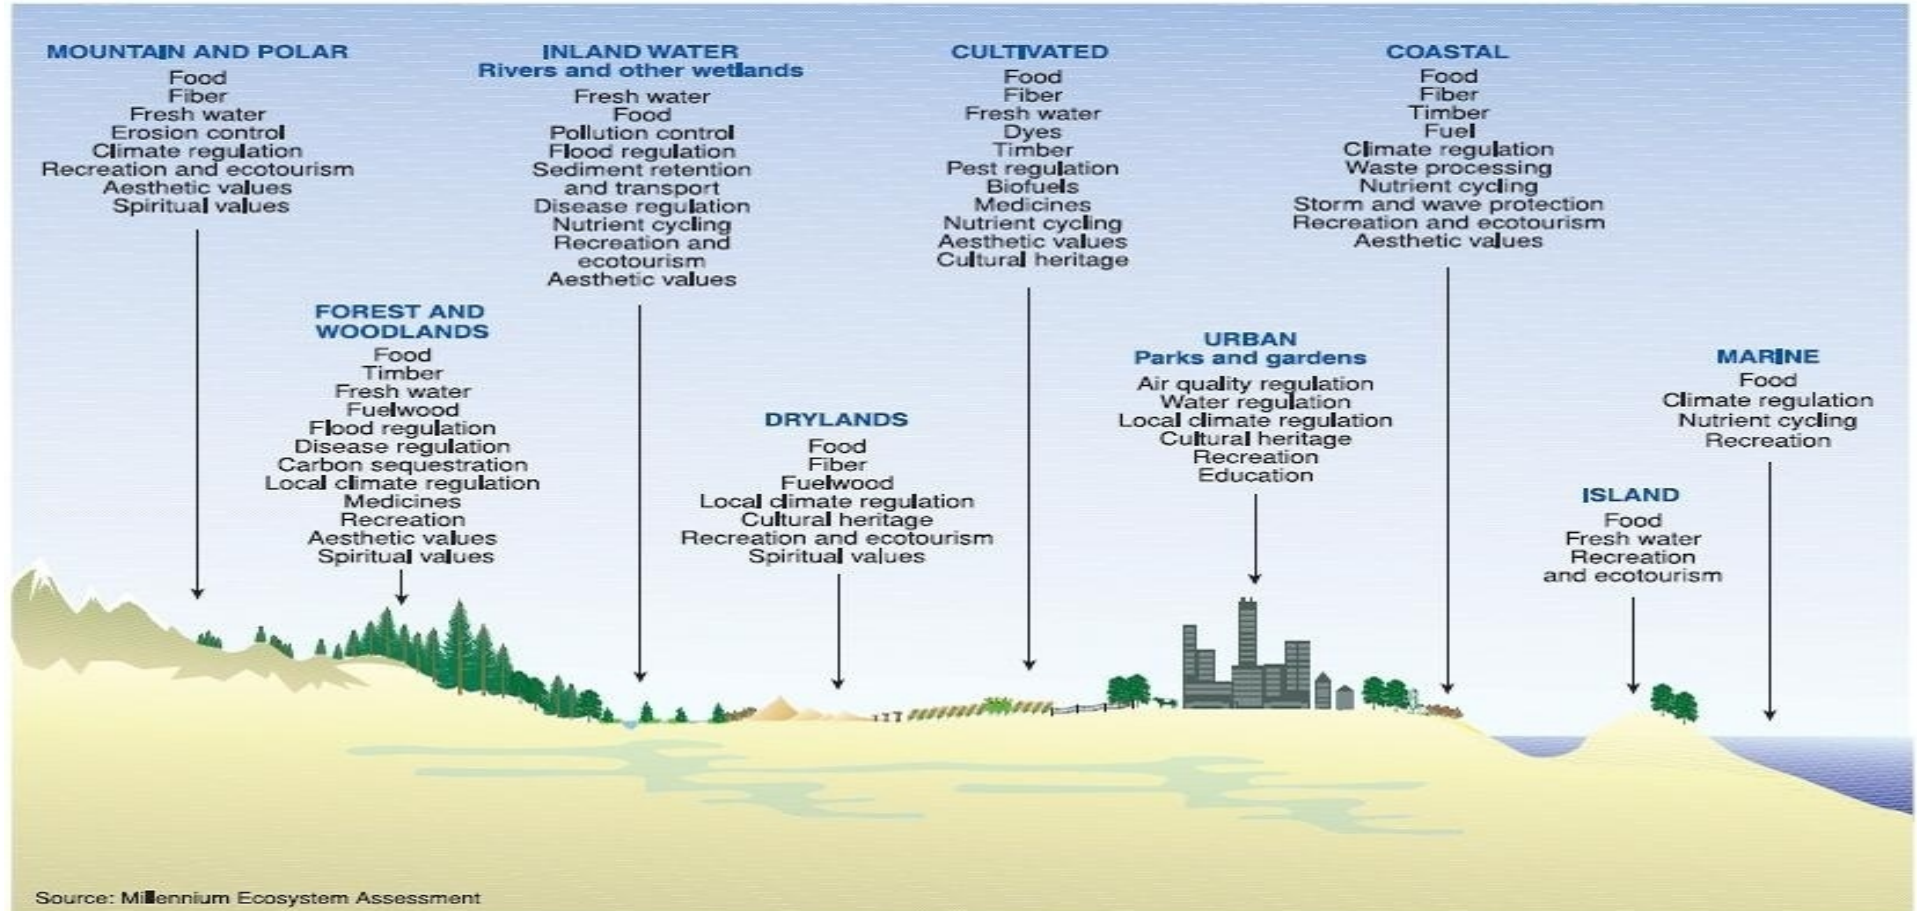 MOUNTAIN AND POLAR
Food
Fiber
Fresh water
Erosion control
Climate regulation
Recreation and ecotourism
Aesthetic values
Spiritual values
FOREST AND
WOODLANDS
Food
Timber
Fresh water
Fuelwood
Flood regulation
Disease regulation
Carbon sequestration
Local climate regulation
Medicines
Recreation
Aesthetic values
Spiritual values
INLAND WATER
Rivers and other wetlands
Fresh water
Food
Pollution control
Flood regulation
Sediment retention
and transport
Disease regulation
Nutrient cycling
Recreation and
ecotourism
Aesthetic values
DRYLANDS
Food
Fiber
Fuelwood
Local climate regulation
Cultural heritage
Recreation and ecotourism
Spiritual values
CULTIVATED
Food
Fiber
Fresh water
Dyes
Timber
Pest regulation
Biofuels
Medicines
Nutrient cycling
Aesthetic values
Cultural heritage
URBAN
Parks and gardens
Air quality regulation
Water regulation
Local climate regulation
Cultural heritage
Recreation
Education
COASTAL
Food
Fiber
Timber
Fuel
Climate regulation
Waste processing
Nutrient cycling
Storm and wave protection
Recreation and ecotourism
Aesthetic values
ISLAND
Food
Fresh water
Recreation
and ecotourism
MARINE
Food
Climate regulation
Nutrient cycling
Recreation
Source: Millennium Ecosystem Assessment